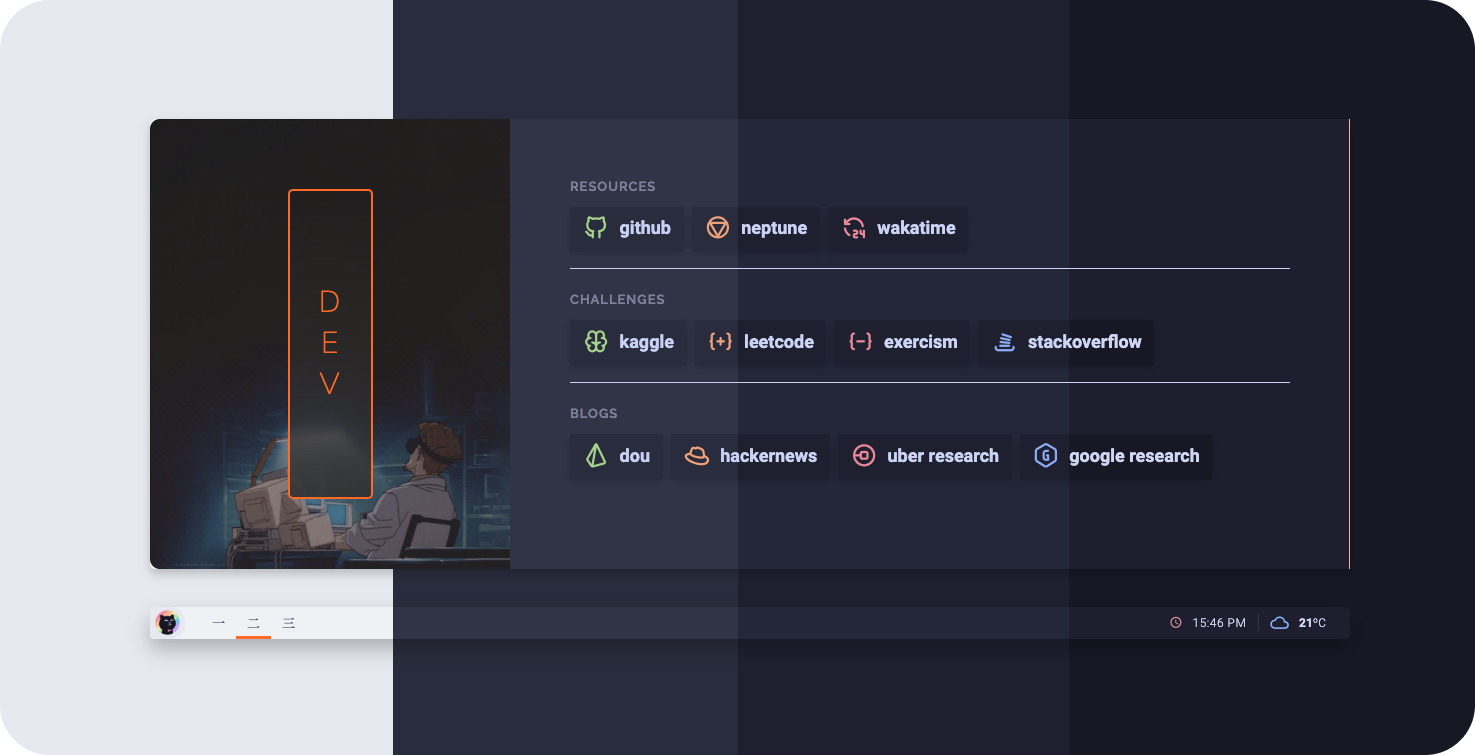 D
E
V
RESOURCES
github neptune wakatime
CHALLENGES
kaggle leetcode exercism stackoverflow
BLOGS
dou hackernews uber research google research
一 二 三 15:46 PM 21ºC